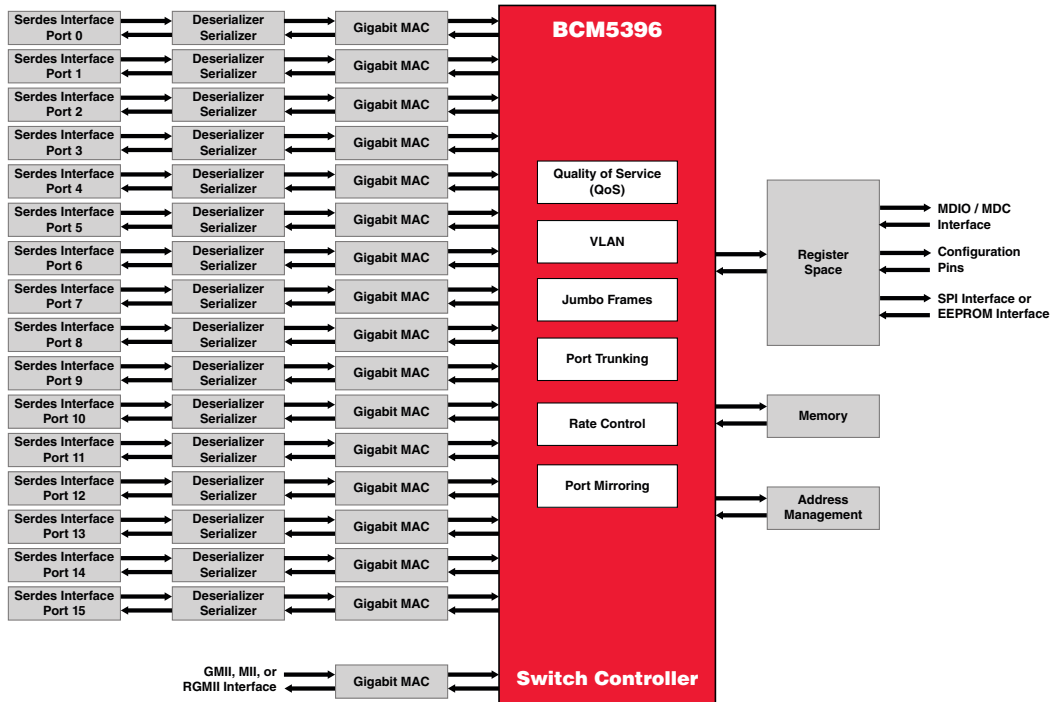 BCM5396
Serdes Interface
Port 0
Deserializer
Serializer
Gigabit MAC
Serdes Interface
Port 1
Deserializer
Serializer
Gigabit MAC
Serdes Interface
Port 2
Deserializer
Serializer
Gigabit MAC
Serdes Interface
Port 3
Deserializer
Serializer
Gigabit MAC
Serdes Interface
Port 4
Deserializer
Serializer
Gigabit MAC
Serdes Interface
Port 5
Deserializer
Serializer
Gigabit MAC
Serdes Interface
Port 6
Deserializer
Serializer
Gigabit MAC
Serdes Interface
Port 7
Deserializer
Serializer
Gigabit MAC
Serdes Interface
Port 8
Deserializer
Serializer
Gigabit MAC
Serdes Interface
Port 9
Deserializer
Serializer
Gigabit MAC
Serdes Interface
Port 10
Deserializer
Serializer
Gigabit MAC
Serdes Interface
Port 11
Deserializer
Serializer
Gigabit MAC
Serdes Interface
Port 12
Deserializer
Serializer
Gigabit MAC
Serdes Interface
Port 13
Deserializer
Serializer
Gigabit MAC
Serdes Interface
Port 14
Deserializer
Serializer
Gigabit MAC
Serdes Interface
Port 15
Deserializer
Serializer
Gigabit MAC
GMII, MII, or
RGMII Interface
Gigabit MAC
Quality of Service
(QoS)
VLAN
Jumbo Frames
Port Trunking
Rate Control
Port Mirroring
Switch Controller
Register
Space
MDIO / MDC
Interface
Configuration
Pins
SPI Interface or
EEPROM Interface
Memory
Address
Management